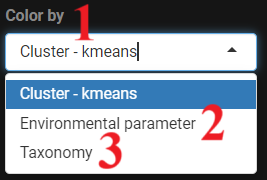 Color by 1
Cluster - kmeans
Cluster - kmeans
Environmental parameter 2
Taxonomy 3